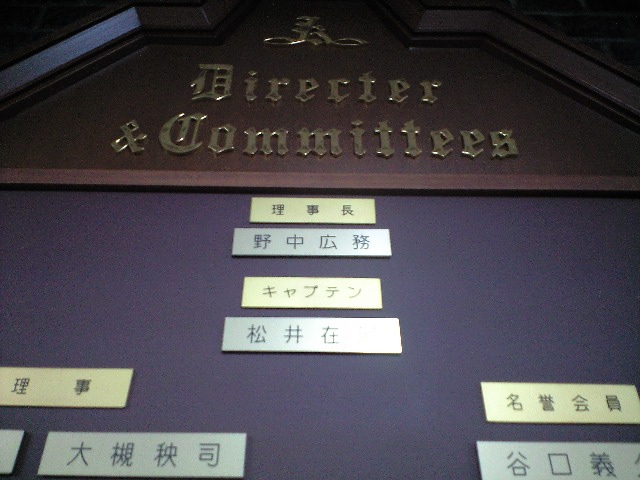 Directer
& Committees
理事長
野中広務
キャプテン
松井在
理事
名誉会員
大槻秧司
谷口義